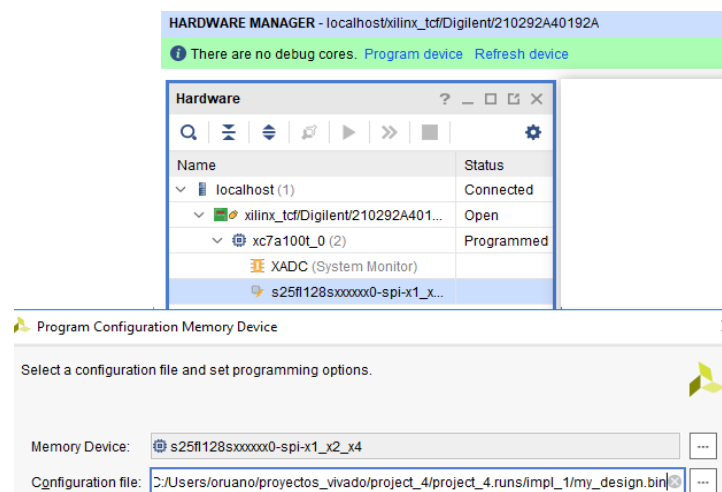 HARDWARE MANAGER - localhost/xilinx_tcf/Digilent/210292A40192A
There are no debug cores. Program device Refresh device
Hardware
Name Status
localhost (1) Connected
xilinx_tcf/Digilent/210292A401... Open
xc7a100t_0 (2) Programmed
XADC (System Monitor)
s25fl128sxxxxxx0-spi-x1_x...
Program Configuration Memory Device
Select a configuration file and set programming options.
Memory Device: s25fl128sxxxxxx0-spi-x1_x2_x4 ...
Configuration file: C:/Users/oruano/proyectos_vivado/project_4/project_4.runs/impl_1/my_design.bin ...